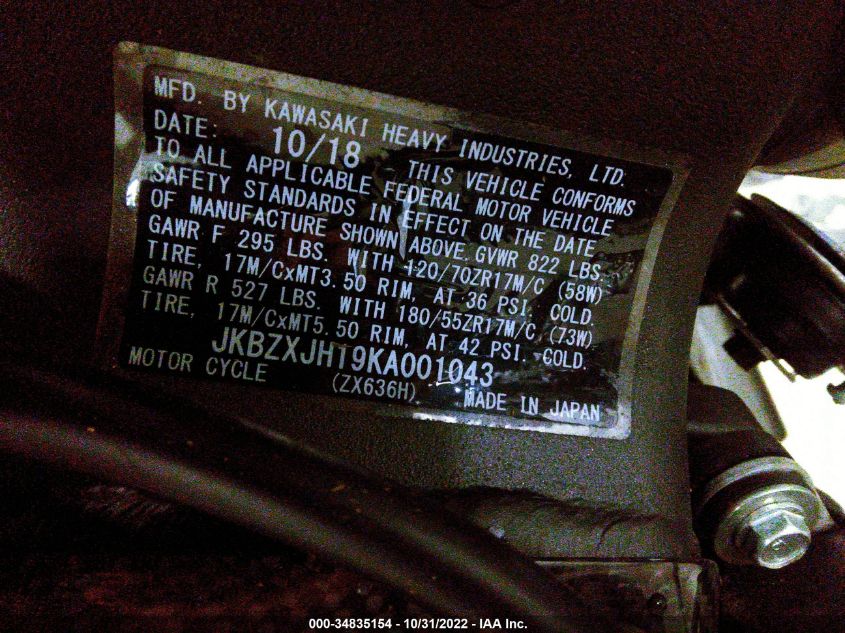 MFD. BY KAWASAKI HEAVY INDUSTRIES, LTD.
DATE: 10/18 THIS VEHICLE CONFORMS
TO ALL APPLICABLE FEDERAL MOTOR VEHICLE
SAFETY STANDARDS IN EFFECT ON THE DATE
OF MANUFACTURE SHOWN ABOVE. GVWR 822 LBS.
GAWR F 295 LBS. WITH 120/70ZR17M/C (58W)
TIRE, 17M/CxMT3.50 RIM, AT 36 PSI. COLD.
GAWR R 527 LBS. WITH 180/55ZR17M/C (73W)
TIRE, 17M/CxMT5.50 RIM, AT 42 PSI. COLD.
JKBZXJH19KA001043
MOTOR CYCLE (ZX636H) MADE IN JAPAN
000-34835154 - 10/31/2022 - IAA Inc.